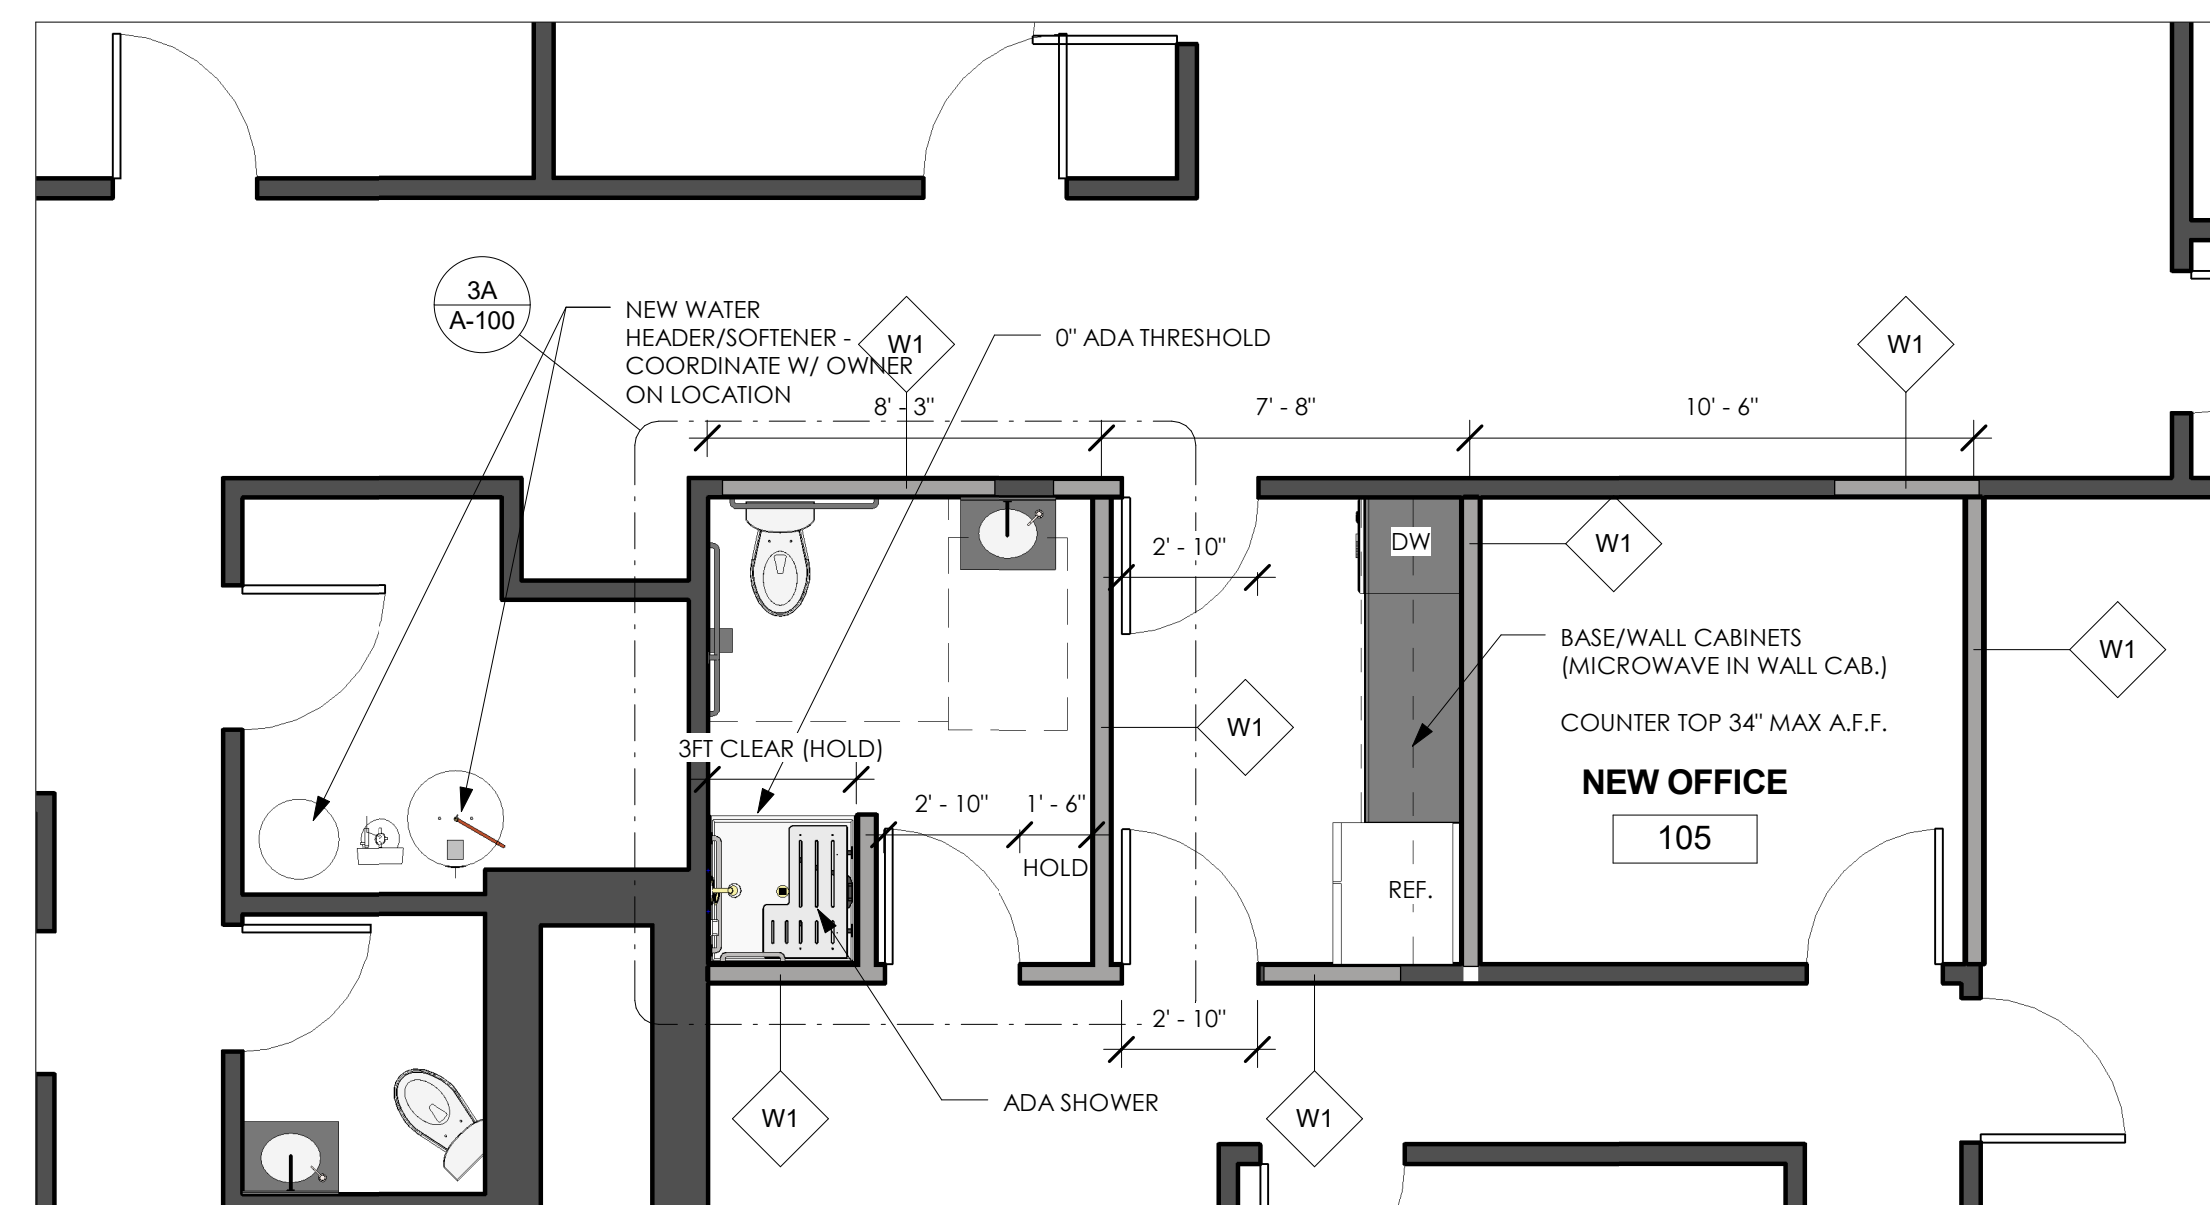 3A
A-100
NEW WATER
HEADER/SOFTENER -
COORDINATE W/ OWNER
ON LOCATION
W1
0" ADA THRESHOLD
W1
8' - 3"
7' - 8"
10' - 6"
2' - 10"
DW
W1
BASE/WALL CABINETS
(MICROWAVE IN WALL CAB.)
COUNTER TOP 34" MAX A.F.F.
W1
W1
3FT CLEAR (HOLD)
NEW OFFICE
105
2' - 10"
1' - 6"
HOLD
REF.
2' - 10"
ADA SHOWER
W1
W1